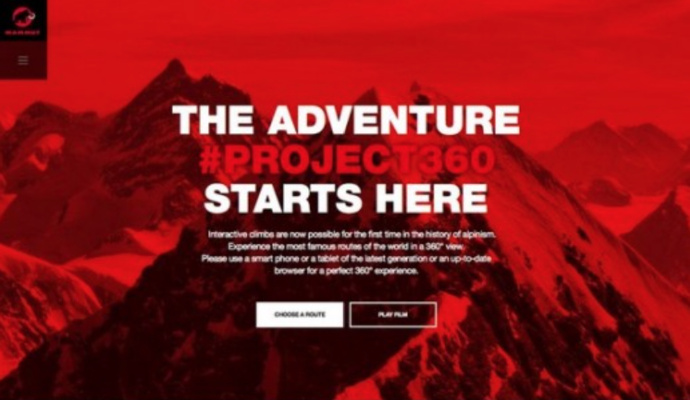 MAMMUT
THE ADVENTURE
#PROJECT360
STARTS HERE
Interactive climbs are now possible for the first time in the history of alpinism.
Experience the most famous routes of the world in a 360° view.
Please use a smart phone or a tablet of the latest generation or an up-to-date
browser for a perfect 360° experience.
CHOOSE A ROUTE
PLAY FILM